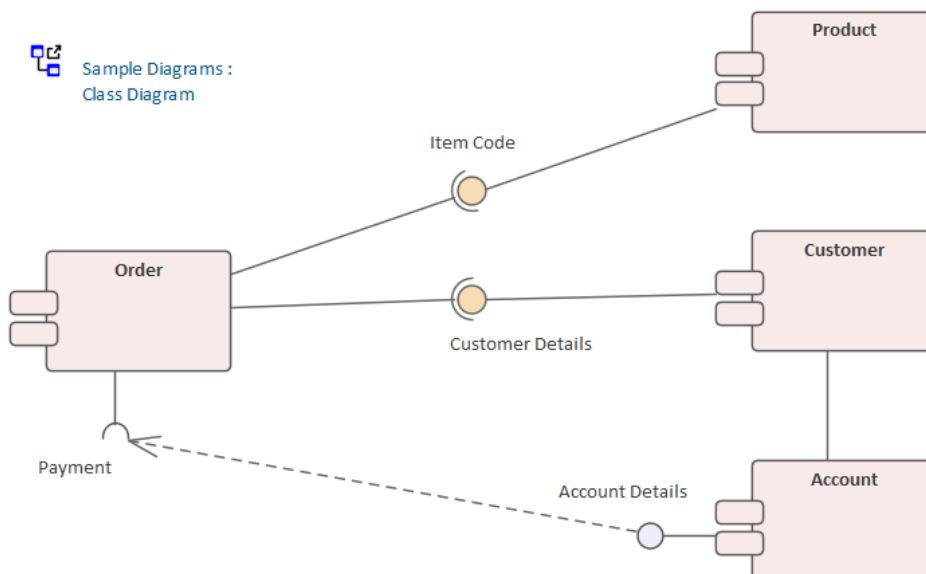 Product
Sample Diagrams :
Class Diagram
Item Code
Customer
Order
Customer Details
Payment
Account Details
Account